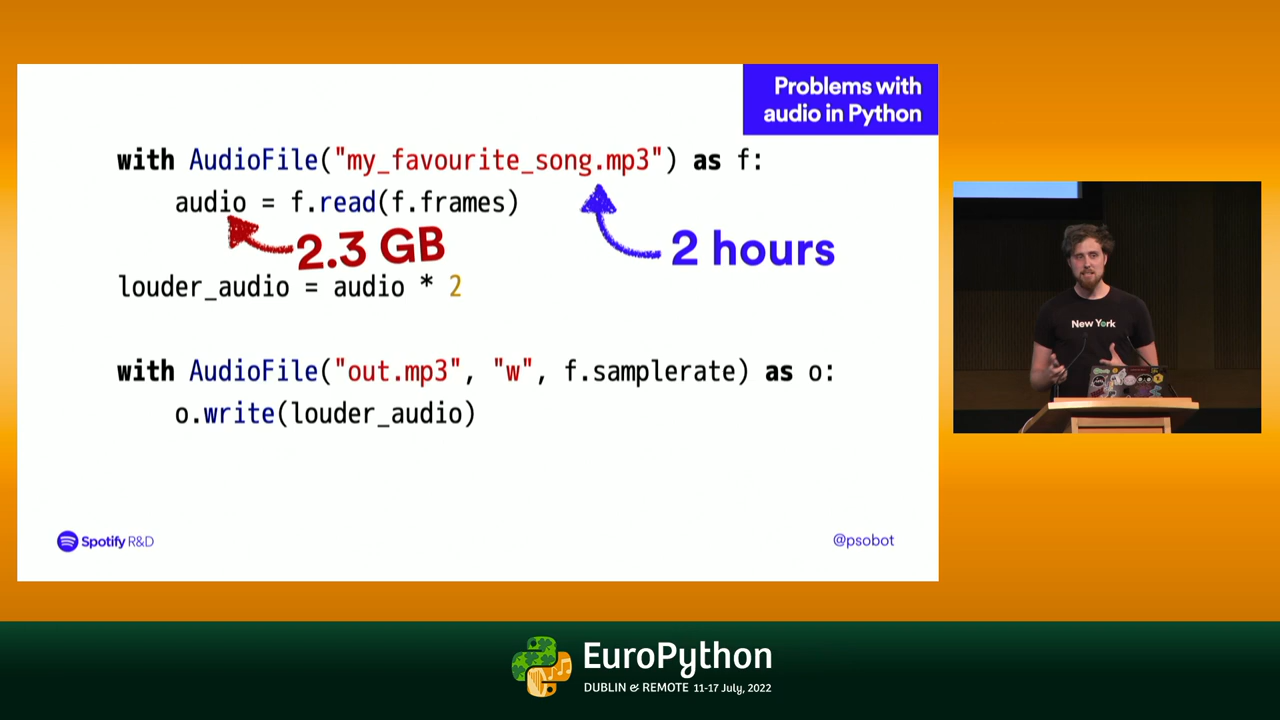 Problems with
audio in Python
with AudioFile("my_favourite_song.mp3") as f:
audio = f.read(f.frames)
2.3 GB
2 hours
louder_audio = audio * 2
with AudioFile("out.mp3", "w", f.samplerate) as o:
o.write(louder_audio)
Spotify R&D
@psobot
New York
EuroPython
DUBLIN & REMOTE 11-17 July, 2022